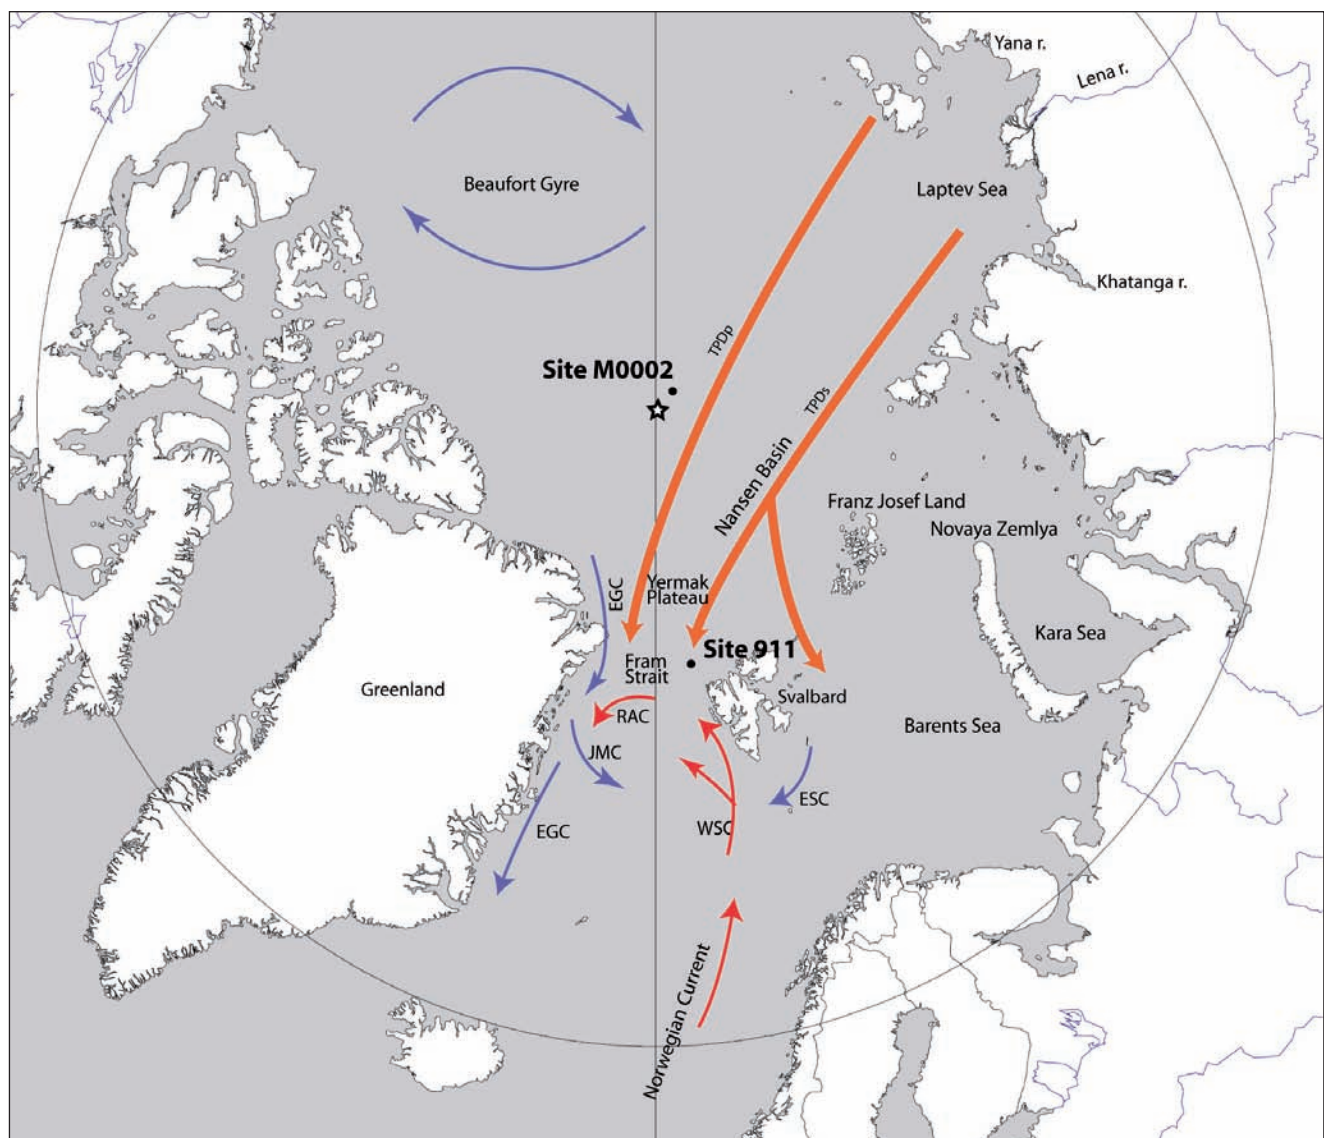 Yana r.
Lena r.
Beaufort Gyre
Laptev Sea
Khatanga r.
TPDp
Site M0002
TPDs
Nansen Basin
Franz Josef Land
Novaya Zemlya
EGC
Yermak
Plateau
Kara Sea
Site 911
Fram
Strait
Greenland
Svalbard
RAC
Barents Sea
JMC
ESC
EGC
WSC
Norwegian Current